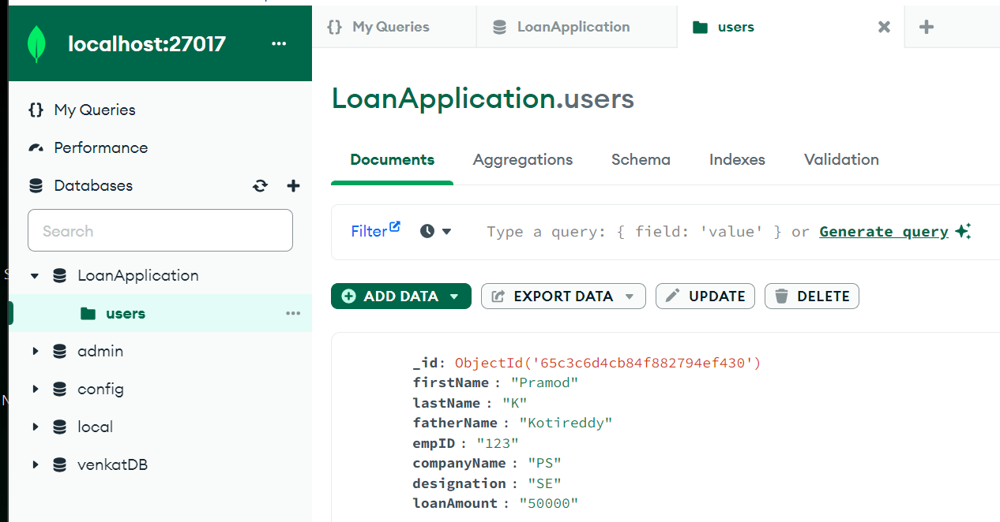 localhost:27017
My Queries
Performance
Databases
Search
LoanApplication
users
admin
config
local
venkatDB
My Queries
LoanApplication
users
LoanApplication.users
Documents Aggregations Schema Indexes Validation
Filter Type a query: { field: 'value' } or Generate query
ADD DATA EXPORT DATA UPDATE DELETE
_id: ObjectId('65c3c6d4cb84f882794ef430')
firstName : "Pramod"
lastName : "K"
fatherName : "Kotireddy"
empID : "123"
companyName : "PS"
designation : "SE"
loanAmount : "50000"